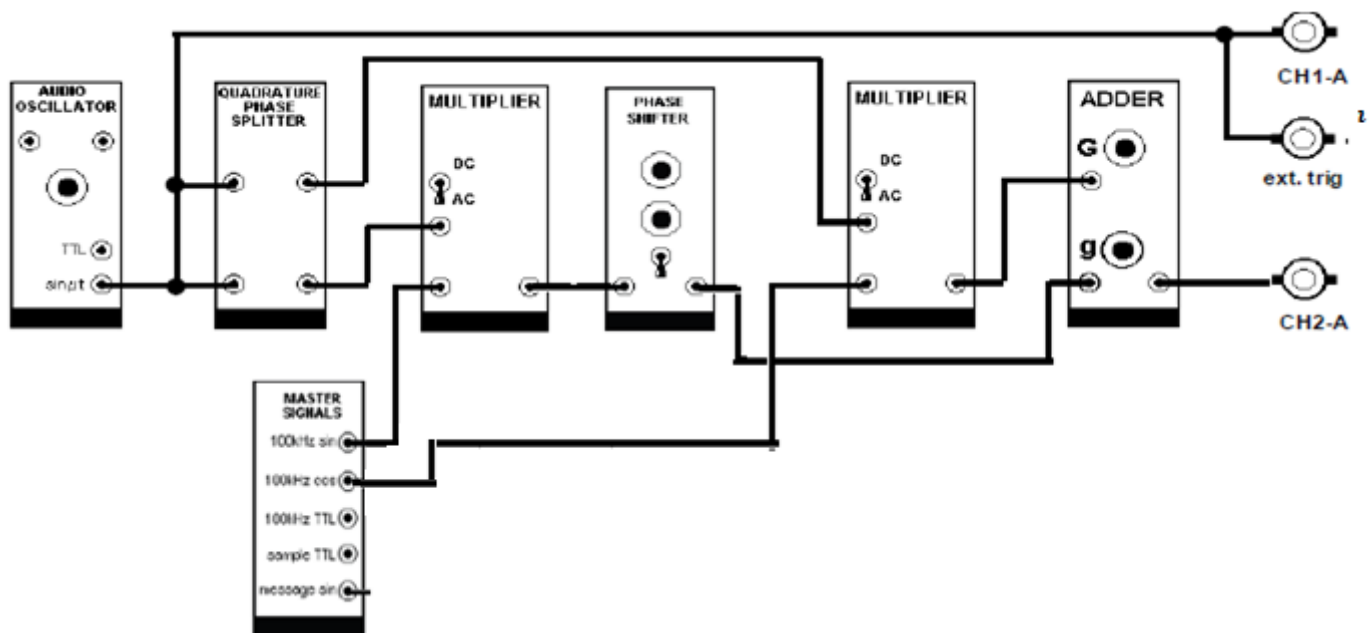 CH1-A
AUDIO
OSCILLATOR
TTL
QUADRATURE
PHASE
SPLITTER
MULTIPLIER
DC
AC
PHASE
SHIFTER
MULTIPLIER
DC
AC
ADDER
G
g
ext. trig
CH2-A
MASTER
SIGNALS
100kHz sin
100kHz cos
100kHz TTL
sample TTL
message sin